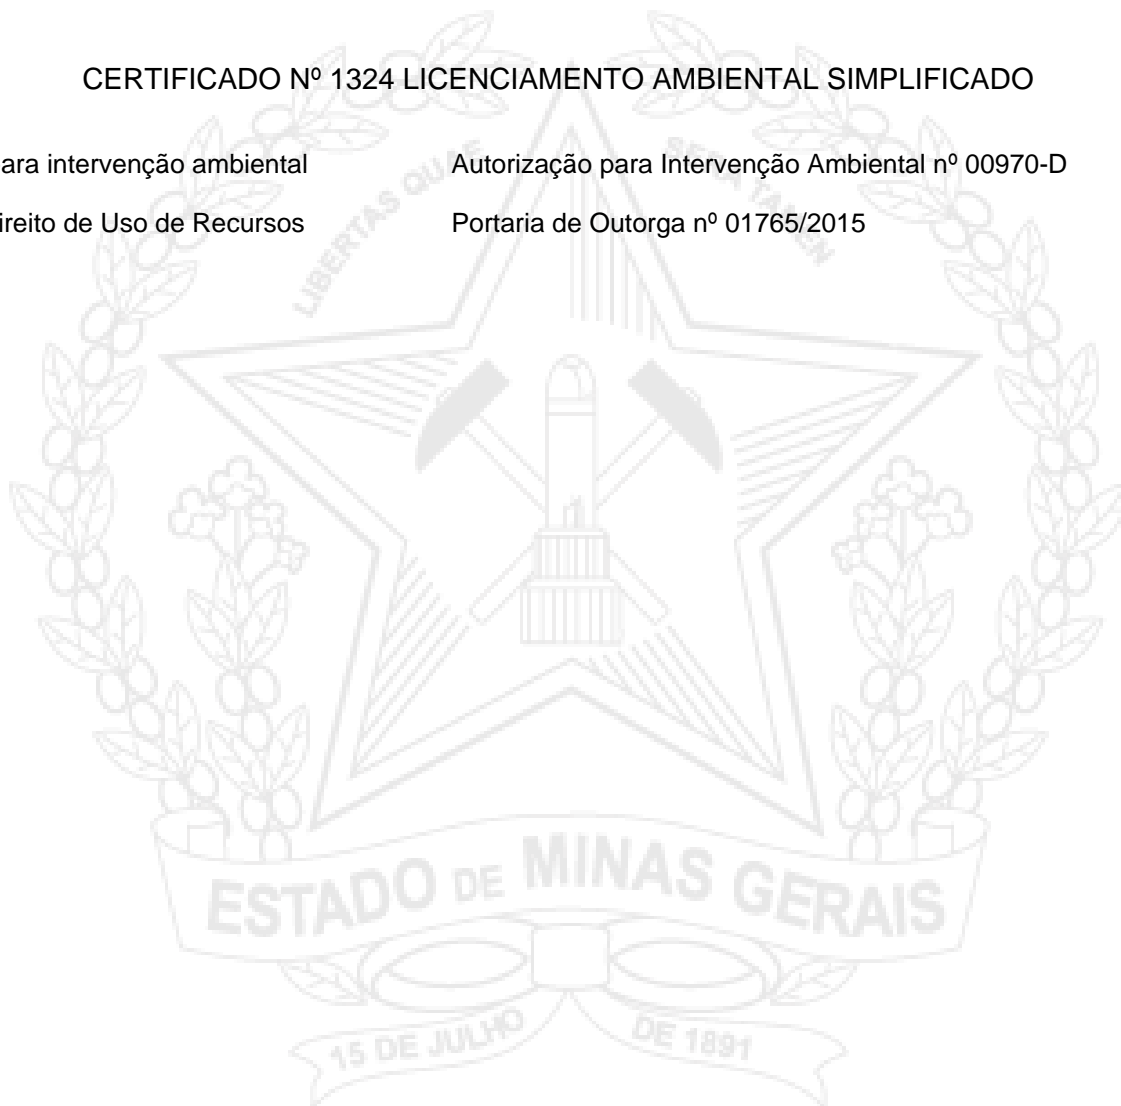 CERTIFICADO Nº 1324 LICENCIAMENTO AMBIENTAL SIMPLIFICADO
ara intervenção ambiental Autorização para Intervenção Ambiental nº 00970-D
ireito de Uso de Recursos Portaria de Outorga nº 01765/2015
LIBERTAS QUAE SERA TAMEN
ESTADO DE MINAS GERAIS
15 DE JULHO DE 1891